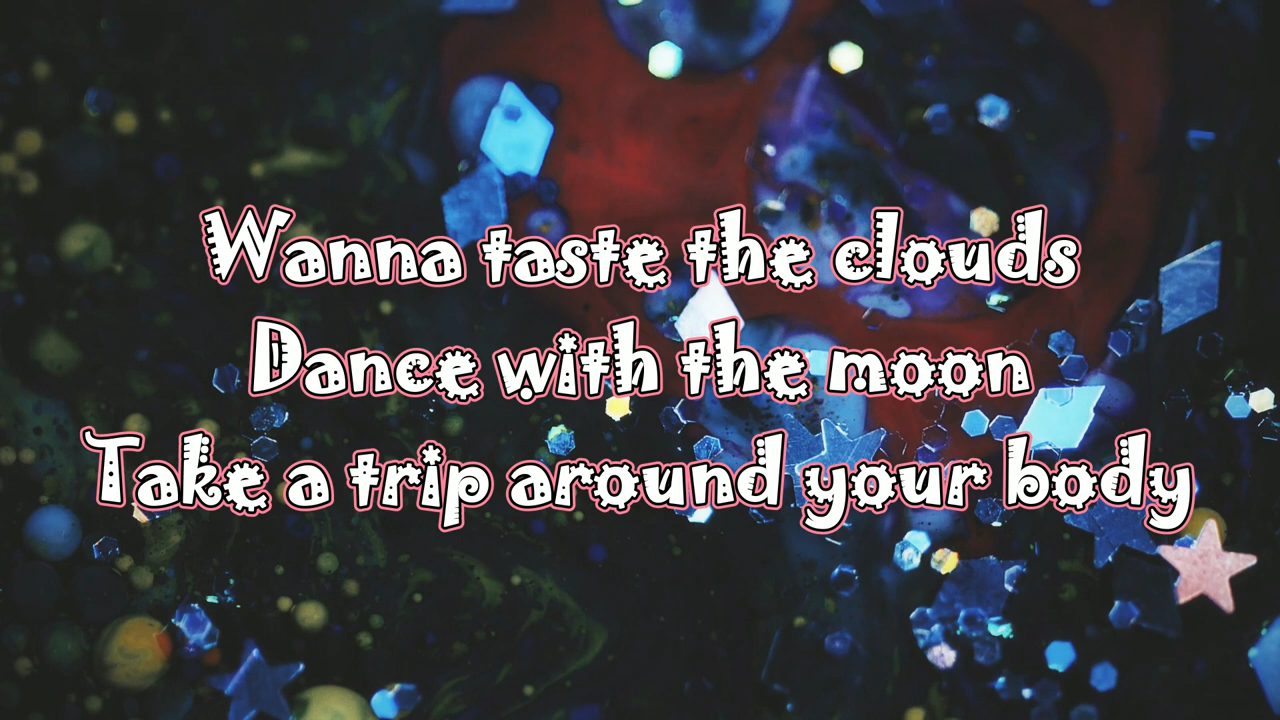 Wanna taste the clouds
Dance with the moon
Take a trip around your body